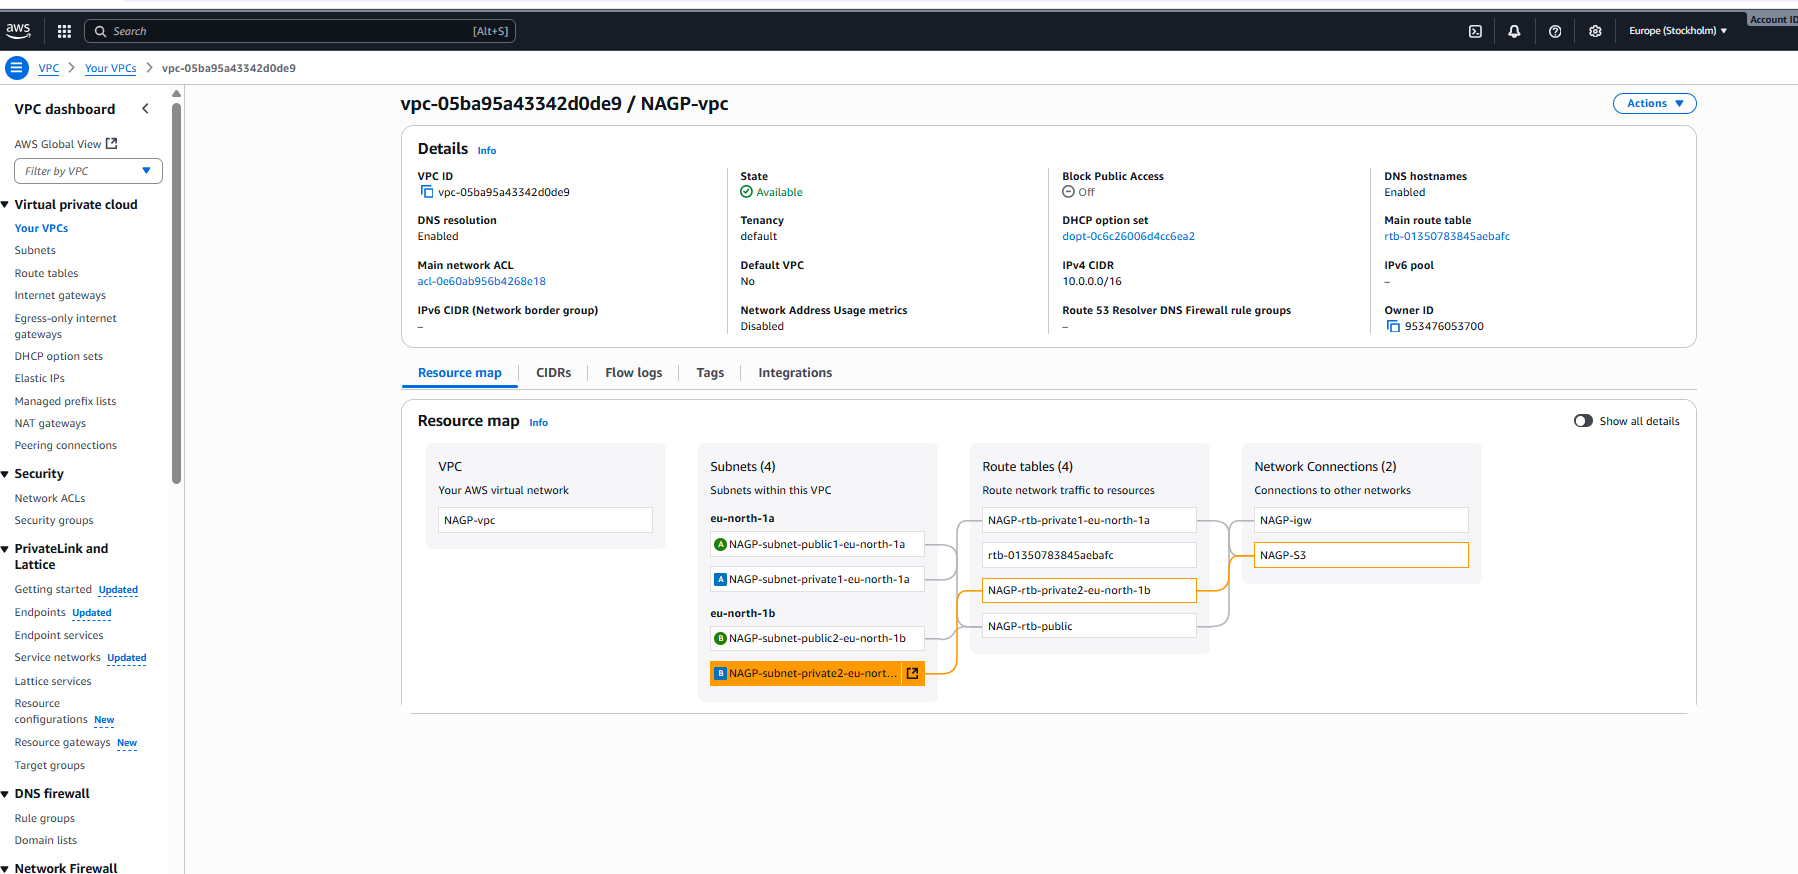 aws
Search
[Alt+S]
Europe (Stockholm)
Account ID
VPC
Your VPCs
vpc-05ba95a43342d0de9
VPC dashboard
AWS Global View
Filter by VPC
Virtual private cloud
Your VPCs
Subnets
Route tables
Internet gateways
Egress-only internet
gateways
DHCP option sets
Elastic IPs
Managed prefix lists
NAT gateways
Peering connections
Security
Network ACLs
Security groups
PrivateLink and
Lattice
Getting started Updated
Endpoints Updated
Endpoint services
Service networks Updated
Lattice services
Resource
configurations New
Resource gateways New
Target groups
DNS firewall
Rule groups
Domain lists
Network Firewall
vpc-05ba95a43342d0de9 / NAGP-vpc
Actions
Details Info
VPC ID
vpc-05ba95a43342d0de9
State
Available
Block Public Access
Off
DNS hostnames
Enabled
DNS resolution
Enabled
Tenancy
default
DHCP option set
dopt-0c6c26006d4cc6ea2
Main route table
rtb-01350783845aebafc
Main network ACL
acl-0e60ab956b4268e18
Default VPC
No
IPv4 CIDR
10.0.0.0/16
IPv6 pool
–
IPv6 CIDR (Network border group)
–
Network Address Usage metrics
Disabled
Route 53 Resolver DNS Firewall rule groups
–
Owner ID
953476053700
Resource map
CIDRs
Flow logs
Tags
Integrations
Resource map Info
Show all details
VPC
Your AWS virtual network
NAGP-vpc
Subnets (4)
Subnets within this VPC
eu-north-1a
A NAGP-subnet-public1-eu-north-1a
A NAGP-subnet-private1-eu-north-1a
eu-north-1b
B NAGP-subnet-public2-eu-north-1b
B NAGP-subnet-private2-eu-nort...
Route tables (4)
Route network traffic to resources
NAGP-rtb-private1-eu-north-1a
rtb-01350783845aebafc
NAGP-rtb-private2-eu-north-1b
NAGP-rtb-public
Network Connections (2)
Connections to other networks
NAGP-igw
NAGP-S3